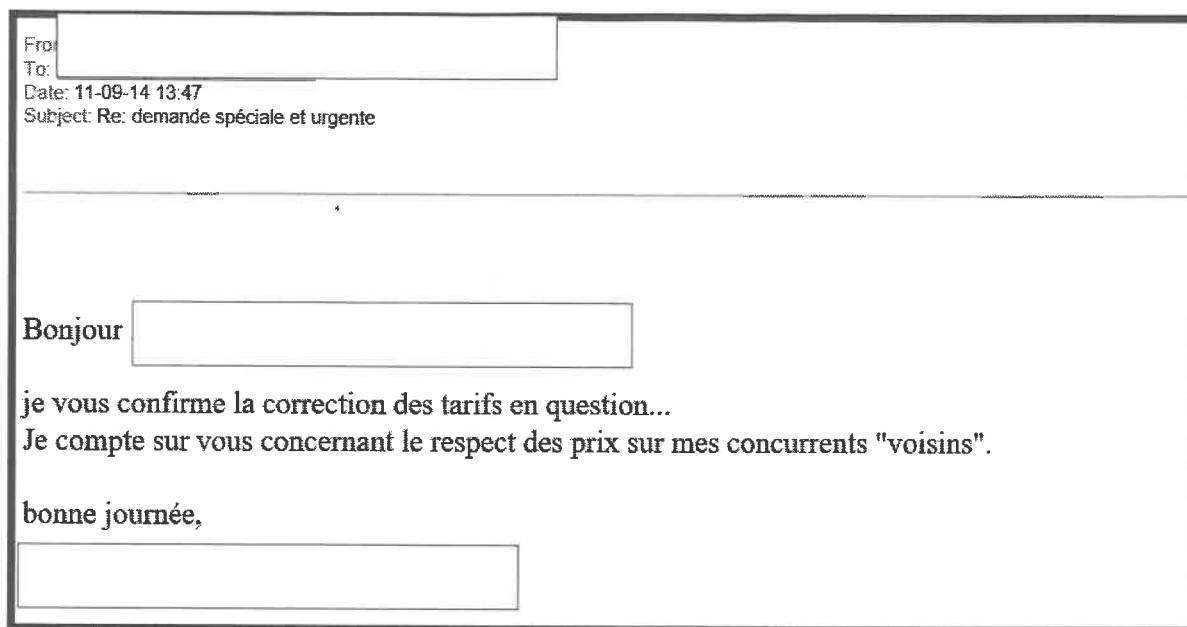 From
To:
Date: 11-09-14 13:47
Subject: Re: demande spéciale et urgente
Bonjour
je vous confirme la correction des tarifs en question...
Je compte sur vous concernant le respect des prix sur mes concurrents "voisins".
bonne journée,